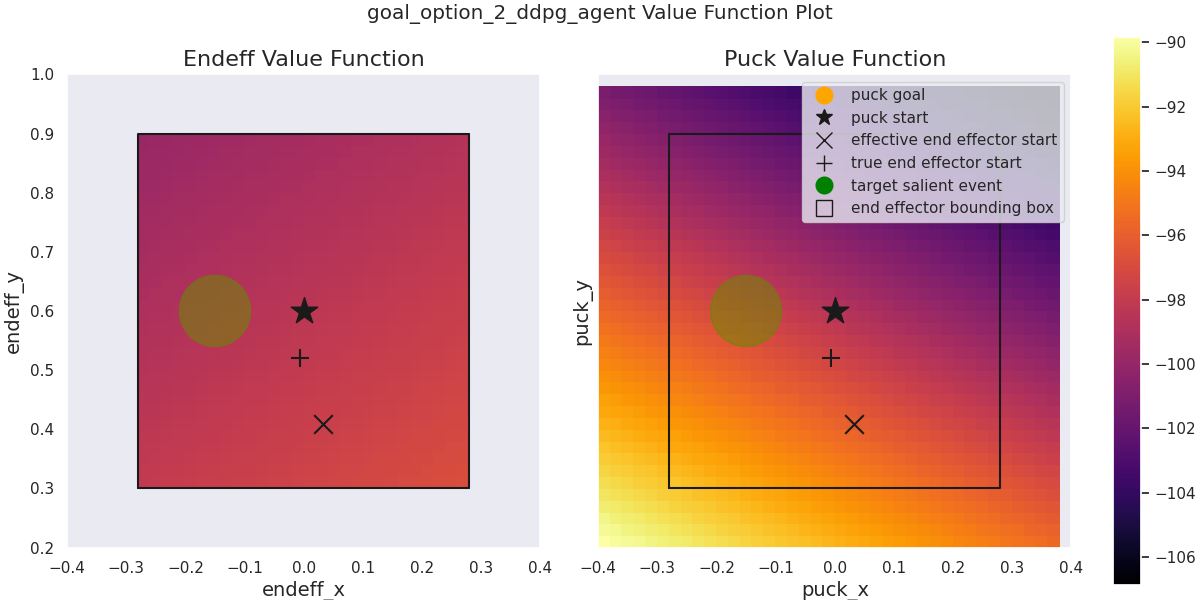 goal_option_2_ddpg_agent Value Function Plot
Endeff Value Function
1.0
0.9
0.8
0.7
0.6
0.5
0.4
0.3
0.2
endeff_y
−0.4 −0.3 −0.2 −0.1 0.0 0.1 0.2 0.3 0.4
endeff_x
Puck Value Function
puck goal
puck start
effective end effector start
true end effector start
target salient event
end effector bounding box
puck_y
−0.4 −0.3 −0.2 −0.1 0.0 0.1 0.2 0.3 0.4
puck_x
−90
−92
−94
−96
−98
−100
−102
−104
−106